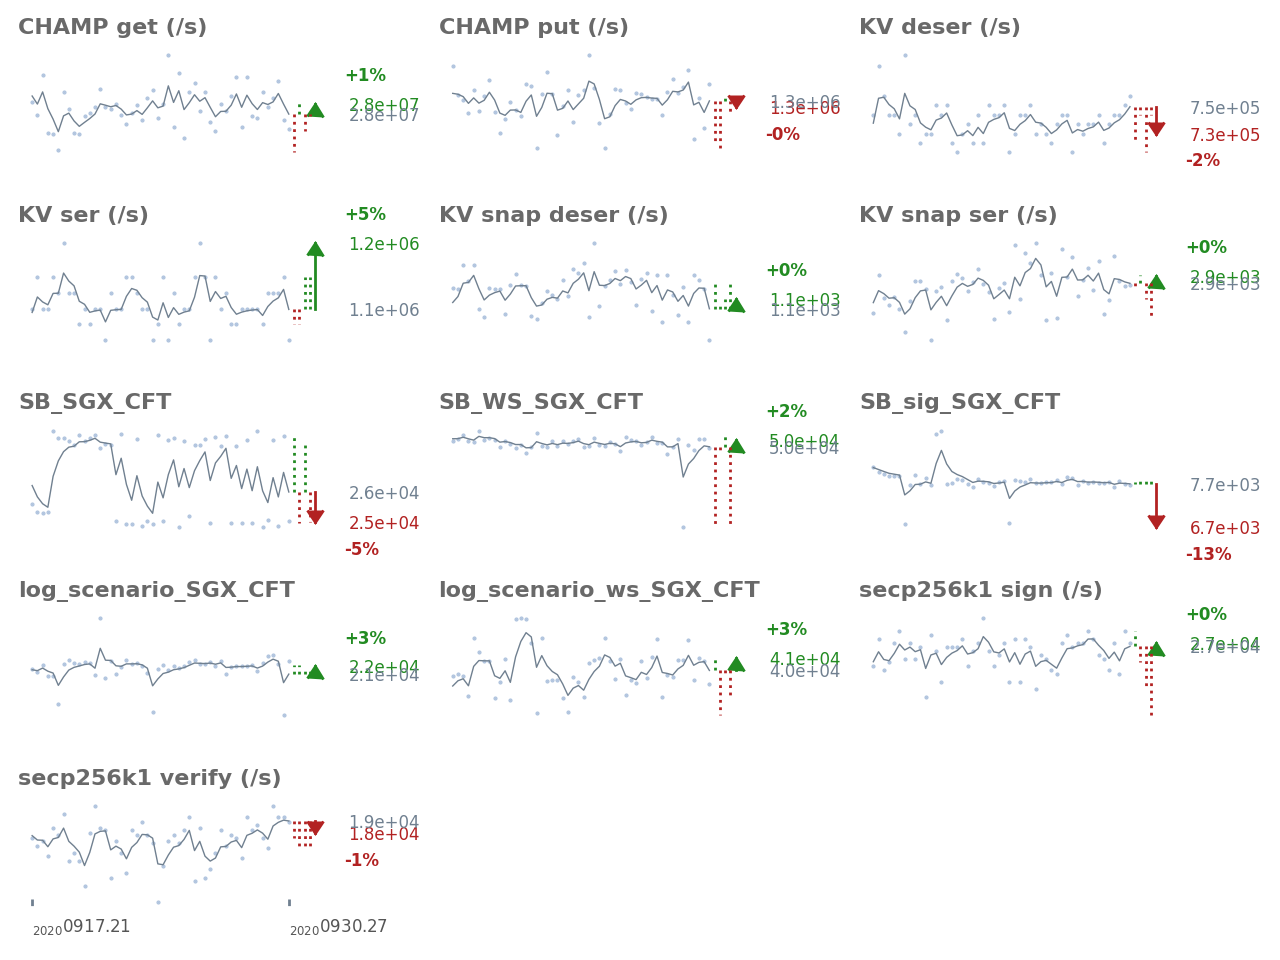 CHAMP get (/s)
+1%
2.8e+07
2.8e+07
CHAMP put (/s)
1.3e+06
1.3e+06
-0%
KV deser (/s)
7.5e+05
7.3e+05
-2%
KV ser (/s)
+5%
1.2e+06
1.1e+06
KV snap deser (/s)
+0%
1.1e+03
1.1e+03
KV snap ser (/s)
+0%
2.9e+03
2.9e+03
SB_SGX_CFT
2.6e+04
2.5e+04
-5%
SB_WS_SGX_CFT
+2%
5.0e+04
5.0e+04
SB_sig_SGX_CFT
7.7e+03
6.7e+03
-13%
log_scenario_SGX_CFT
+3%
2.2e+04
2.1e+04
log_scenario_ws_SGX_CFT
+3%
4.1e+04
4.0e+04
secp256k1 sign (/s)
+0%
2.7e+04
2.7e+04
secp256k1 verify (/s)
1.9e+04
1.8e+04
-1%
20200917.21
20200930.27